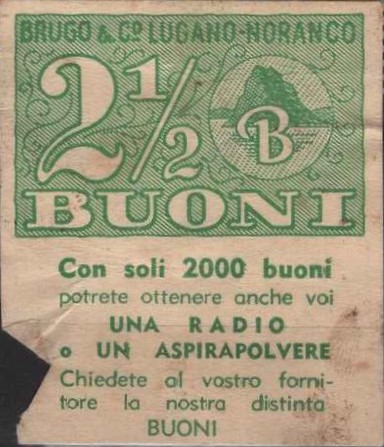 BRUGO & Cº LUGANO-NORANCO
2½
B
BUONI
Con soli 2000 buoni
potrete ottenere anche voi
UNA RADIO
o UN ASPIRAPOLVERE
Chiedete al vostro forni-
tore la nostra distinta
BUONI